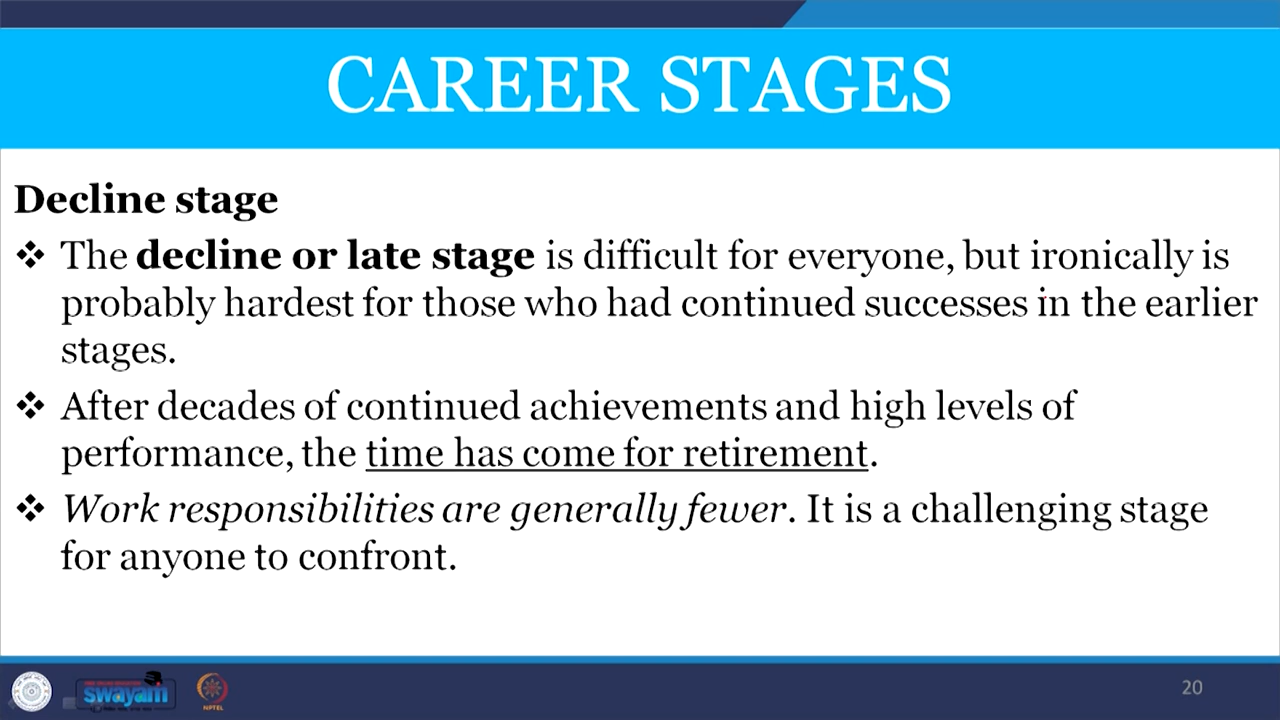 CAREER STAGES
Decline stage
❖ The decline or late stage is difficult for everyone, but ironically is
probably hardest for those who had continued successes in the earlier
stages.
❖ After decades of continued achievements and high levels of
performance, the time has come for retirement.
❖ Work responsibilities are generally fewer. It is a challenging stage
for anyone to confront.
swayam
NPTEL
20